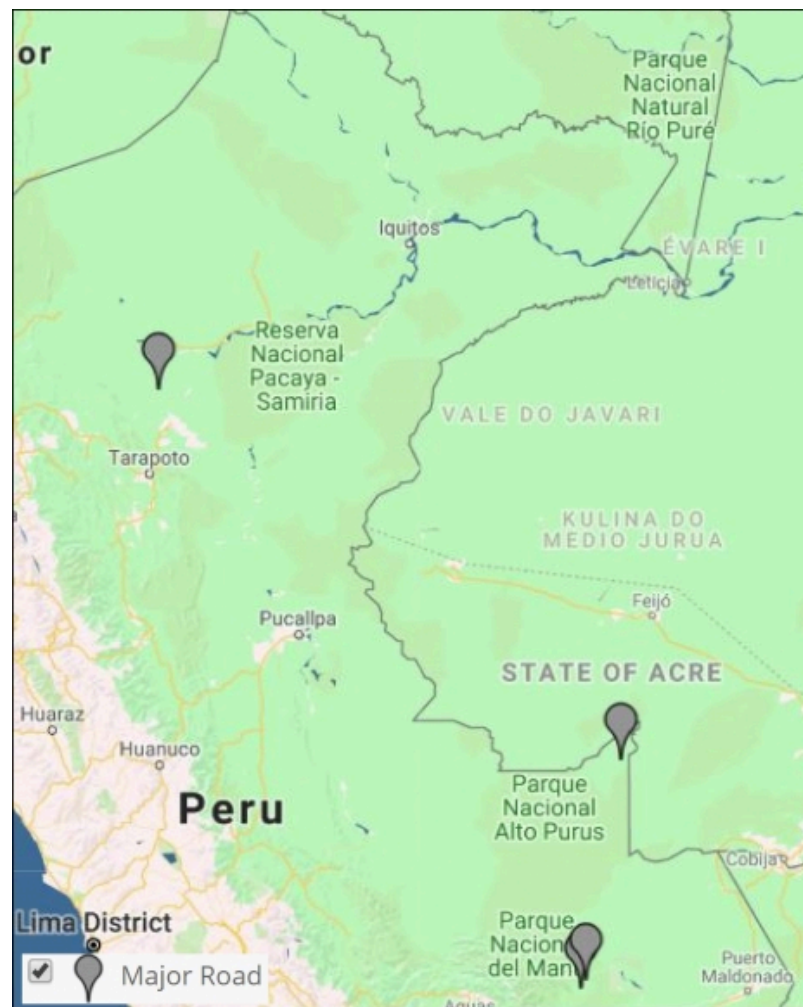 or
Parque
Nacional
Natural
Río Puré
Iquitos
ÉVARE I
Leticia
Reserva
Nacional
Pacaya -
Samiria
VALE DO JAVARI
Tarapoto
KULINA DO
MEDIO JURUA
Feijó
Pucallpa
STATE OF ACRE
Huaraz
Huanuco
Parque
Nacional
Alto Purus
Peru
Cobija
Lima District
Parque
Nacion
del Man
Puerto
Maldonado
Major Road